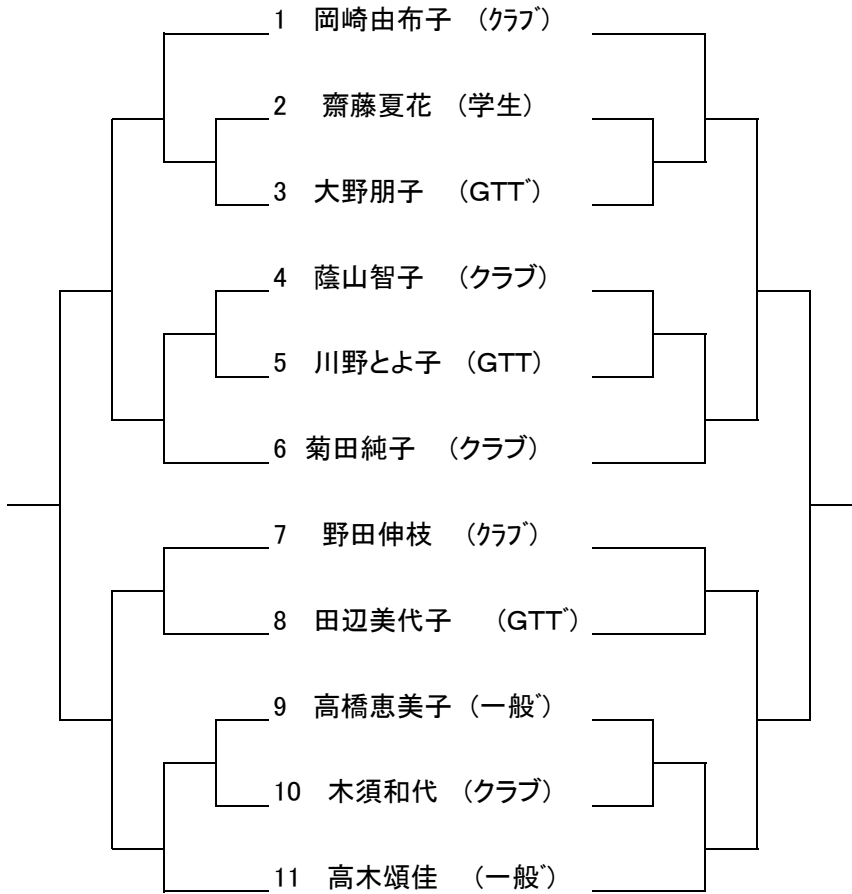 1 岡崎由布子 (ｸﾗﾌﾞ)
2 齋藤夏花 (学生)
3 大野朋子 (GTTﾞ)
4 蔭山智子 (クラブ)
5 川野とよ子 (GTT)
6 菊田純子 (クラブ)
7 野田伸枝 (ｸﾗﾌﾞ)
8 田辺美代子 (GTTﾞ)
9 高橋恵美子 (一般ﾞ)
10 木須和代 (クラブ)
11 高木頌佳 (一般ﾞ)